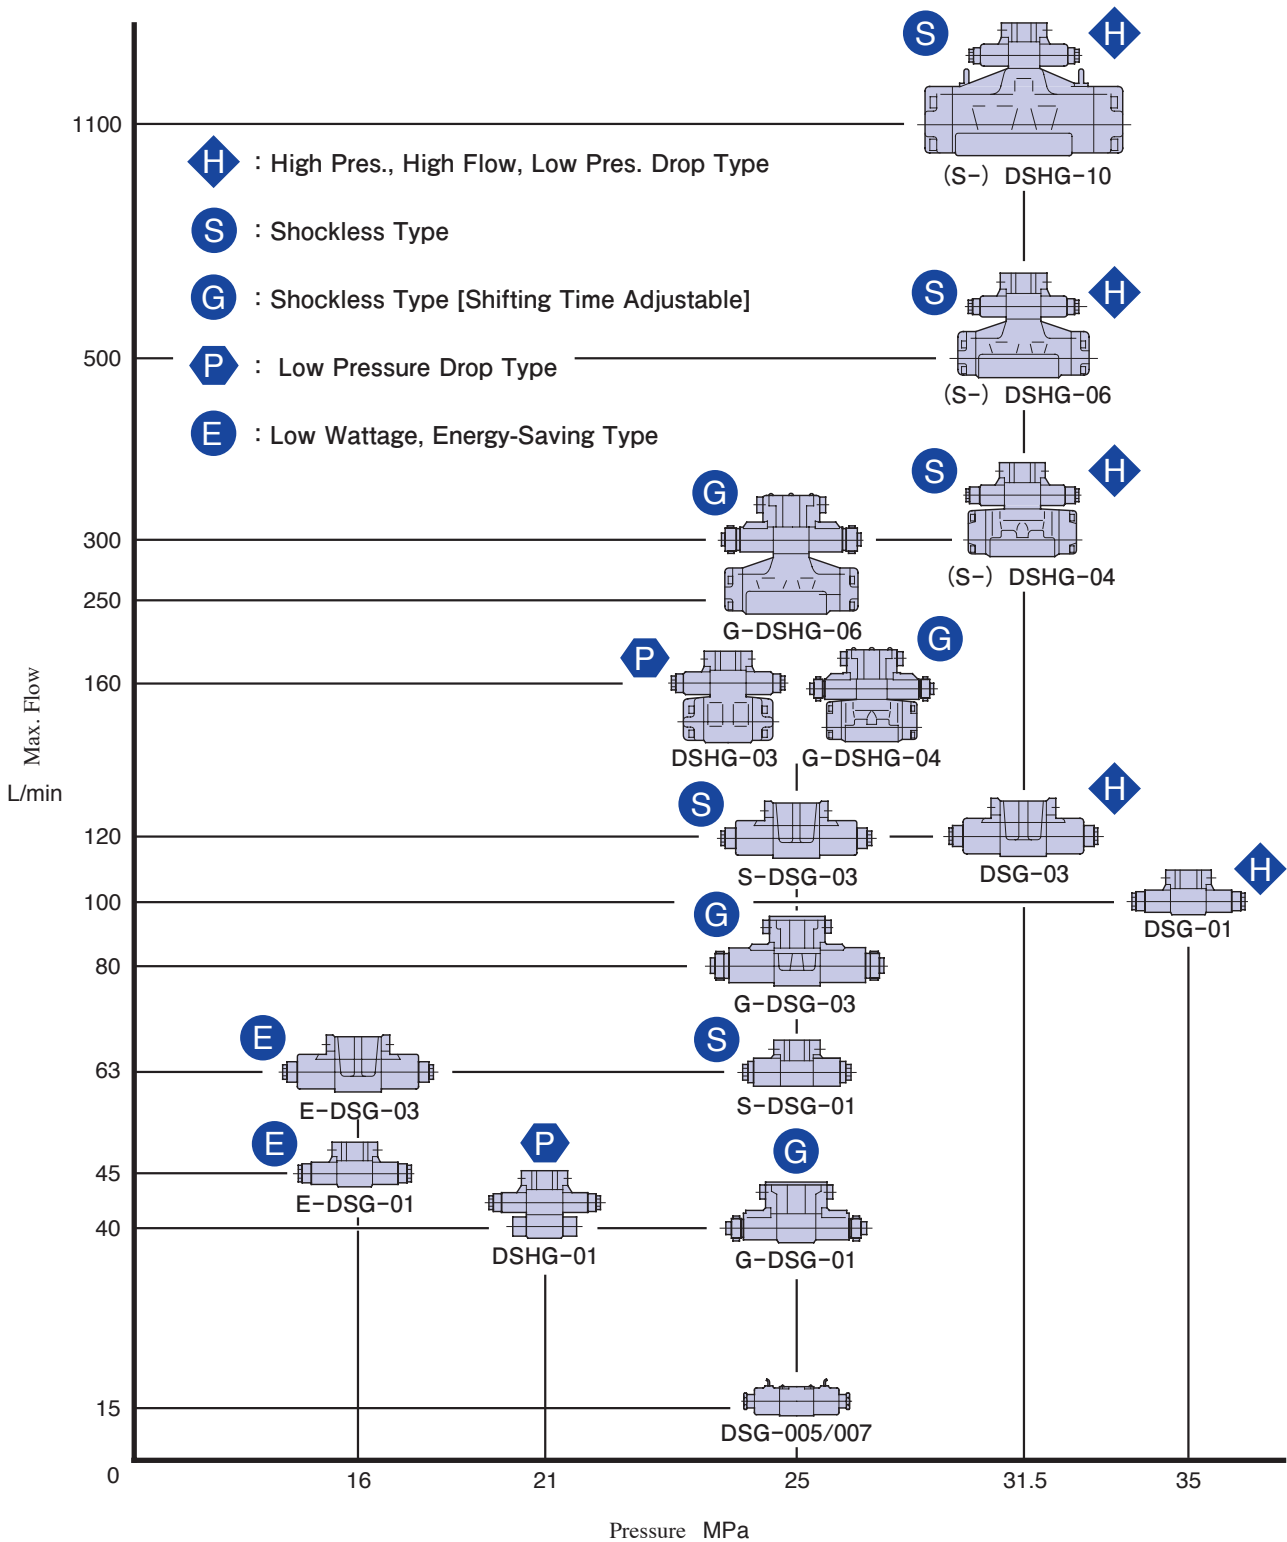 S H
1100
(S-) DSHG-10
H : High Pres., High Flow, Low Pres. Drop Type
S : Shockless Type
G : Shockless Type [Shifting Time Adjustable]
S H
500
P : Low Pressure Drop Type
(S-) DSHG-06
E : Low Wattage, Energy-Saving Type
S H
G
300
(S-) DSHG-04
250
G-DSHG-06
P G
160
Max. Flow
L/min
DSHG-03 G-DSHG-04
S H
120
S-DSG-03 DSG-03
H
100
DSG-01
G
80
G-DSG-03
E S
63
E-DSG-03 S-DSG-01
E P G
45
E-DSG-01
40
DSHG-01 G-DSG-01
15
DSG-005/007
0 16 21 25 31.5 35
Pressure MPa